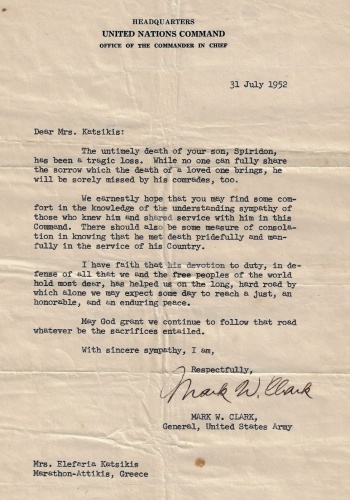 HEADQUARTERS
UNITED NATIONS COMMAND
OFFICE OF THE COMMANDER IN CHIEF
31 July 1952
Dear Mrs. Katsikis:
The untimely death of your son, Spiridon,
has been a tragic loss. While no one can fully share
the sorrow which the death of a loved one brings, he
will be sorely missed by his comrades, too.
We earnestly hope that you may find some com-
fort in the knowledge of the understanding sympathy of
those who knew him and shared service with him in this
Command. There should also be some measure of consola-
tion in knowing that he met death pridefully and man-
fully in the service of his Country.
I have faith that his devotion to duty, in de-
fense of all that we and the free peoples of the world
hold most dear, has helped us on the long, hard road by
which alone we may expect some day to reach a just, an
honorable, and an enduring peace.
May God grant we continue to follow that road
whatever be the sacrifices entailed.
With sincere sympathy, I am,
Respectfully,
Mark W. Clark
MARK W. CLARK,
General, United States Army
Mrs. Elefaria Katsikis
Marathon-Attikis, Greece